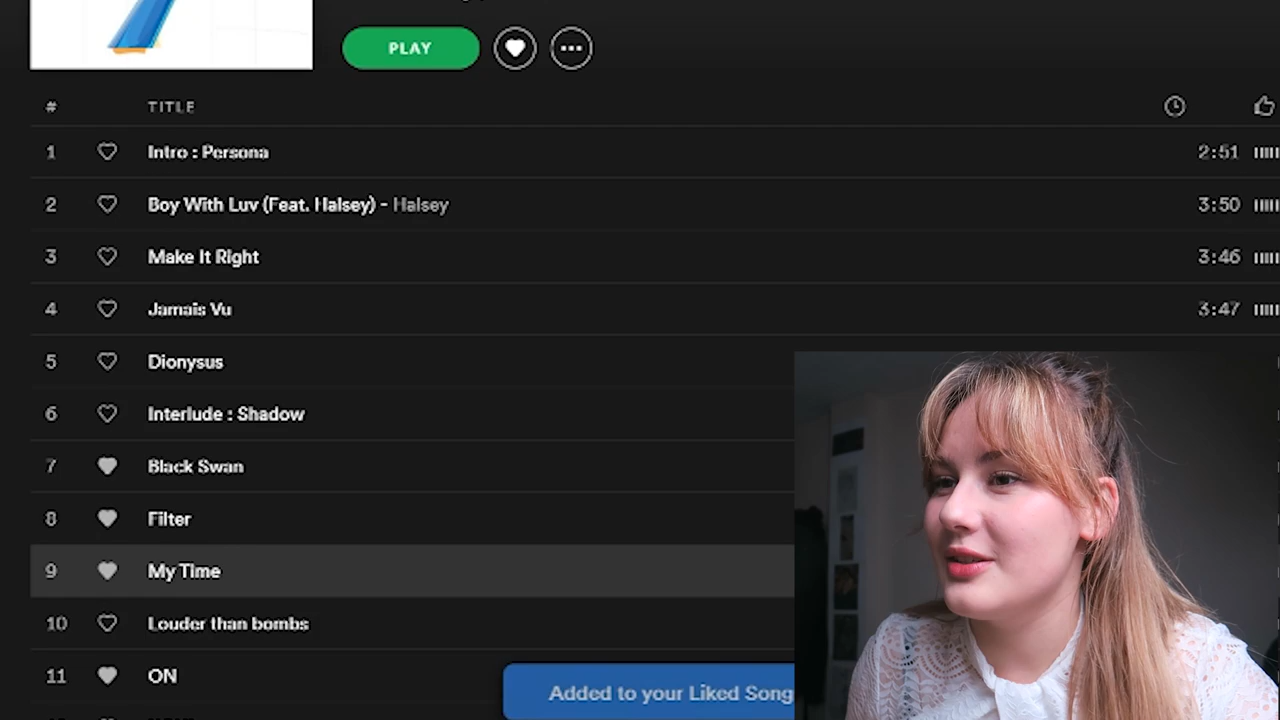 PLAY
# TITLE
1 Intro : Persona 2:51
2 Boy With Luv (Feat. Halsey) - Halsey 3:50
3 Make It Right 3:46
4 Jamais Vu 3:47
5 Dionysus
6 Interlude : Shadow
7 Black Swan
8 Filter
9 My Time
10 Louder than bombs
11 ON
Added to your Liked Song